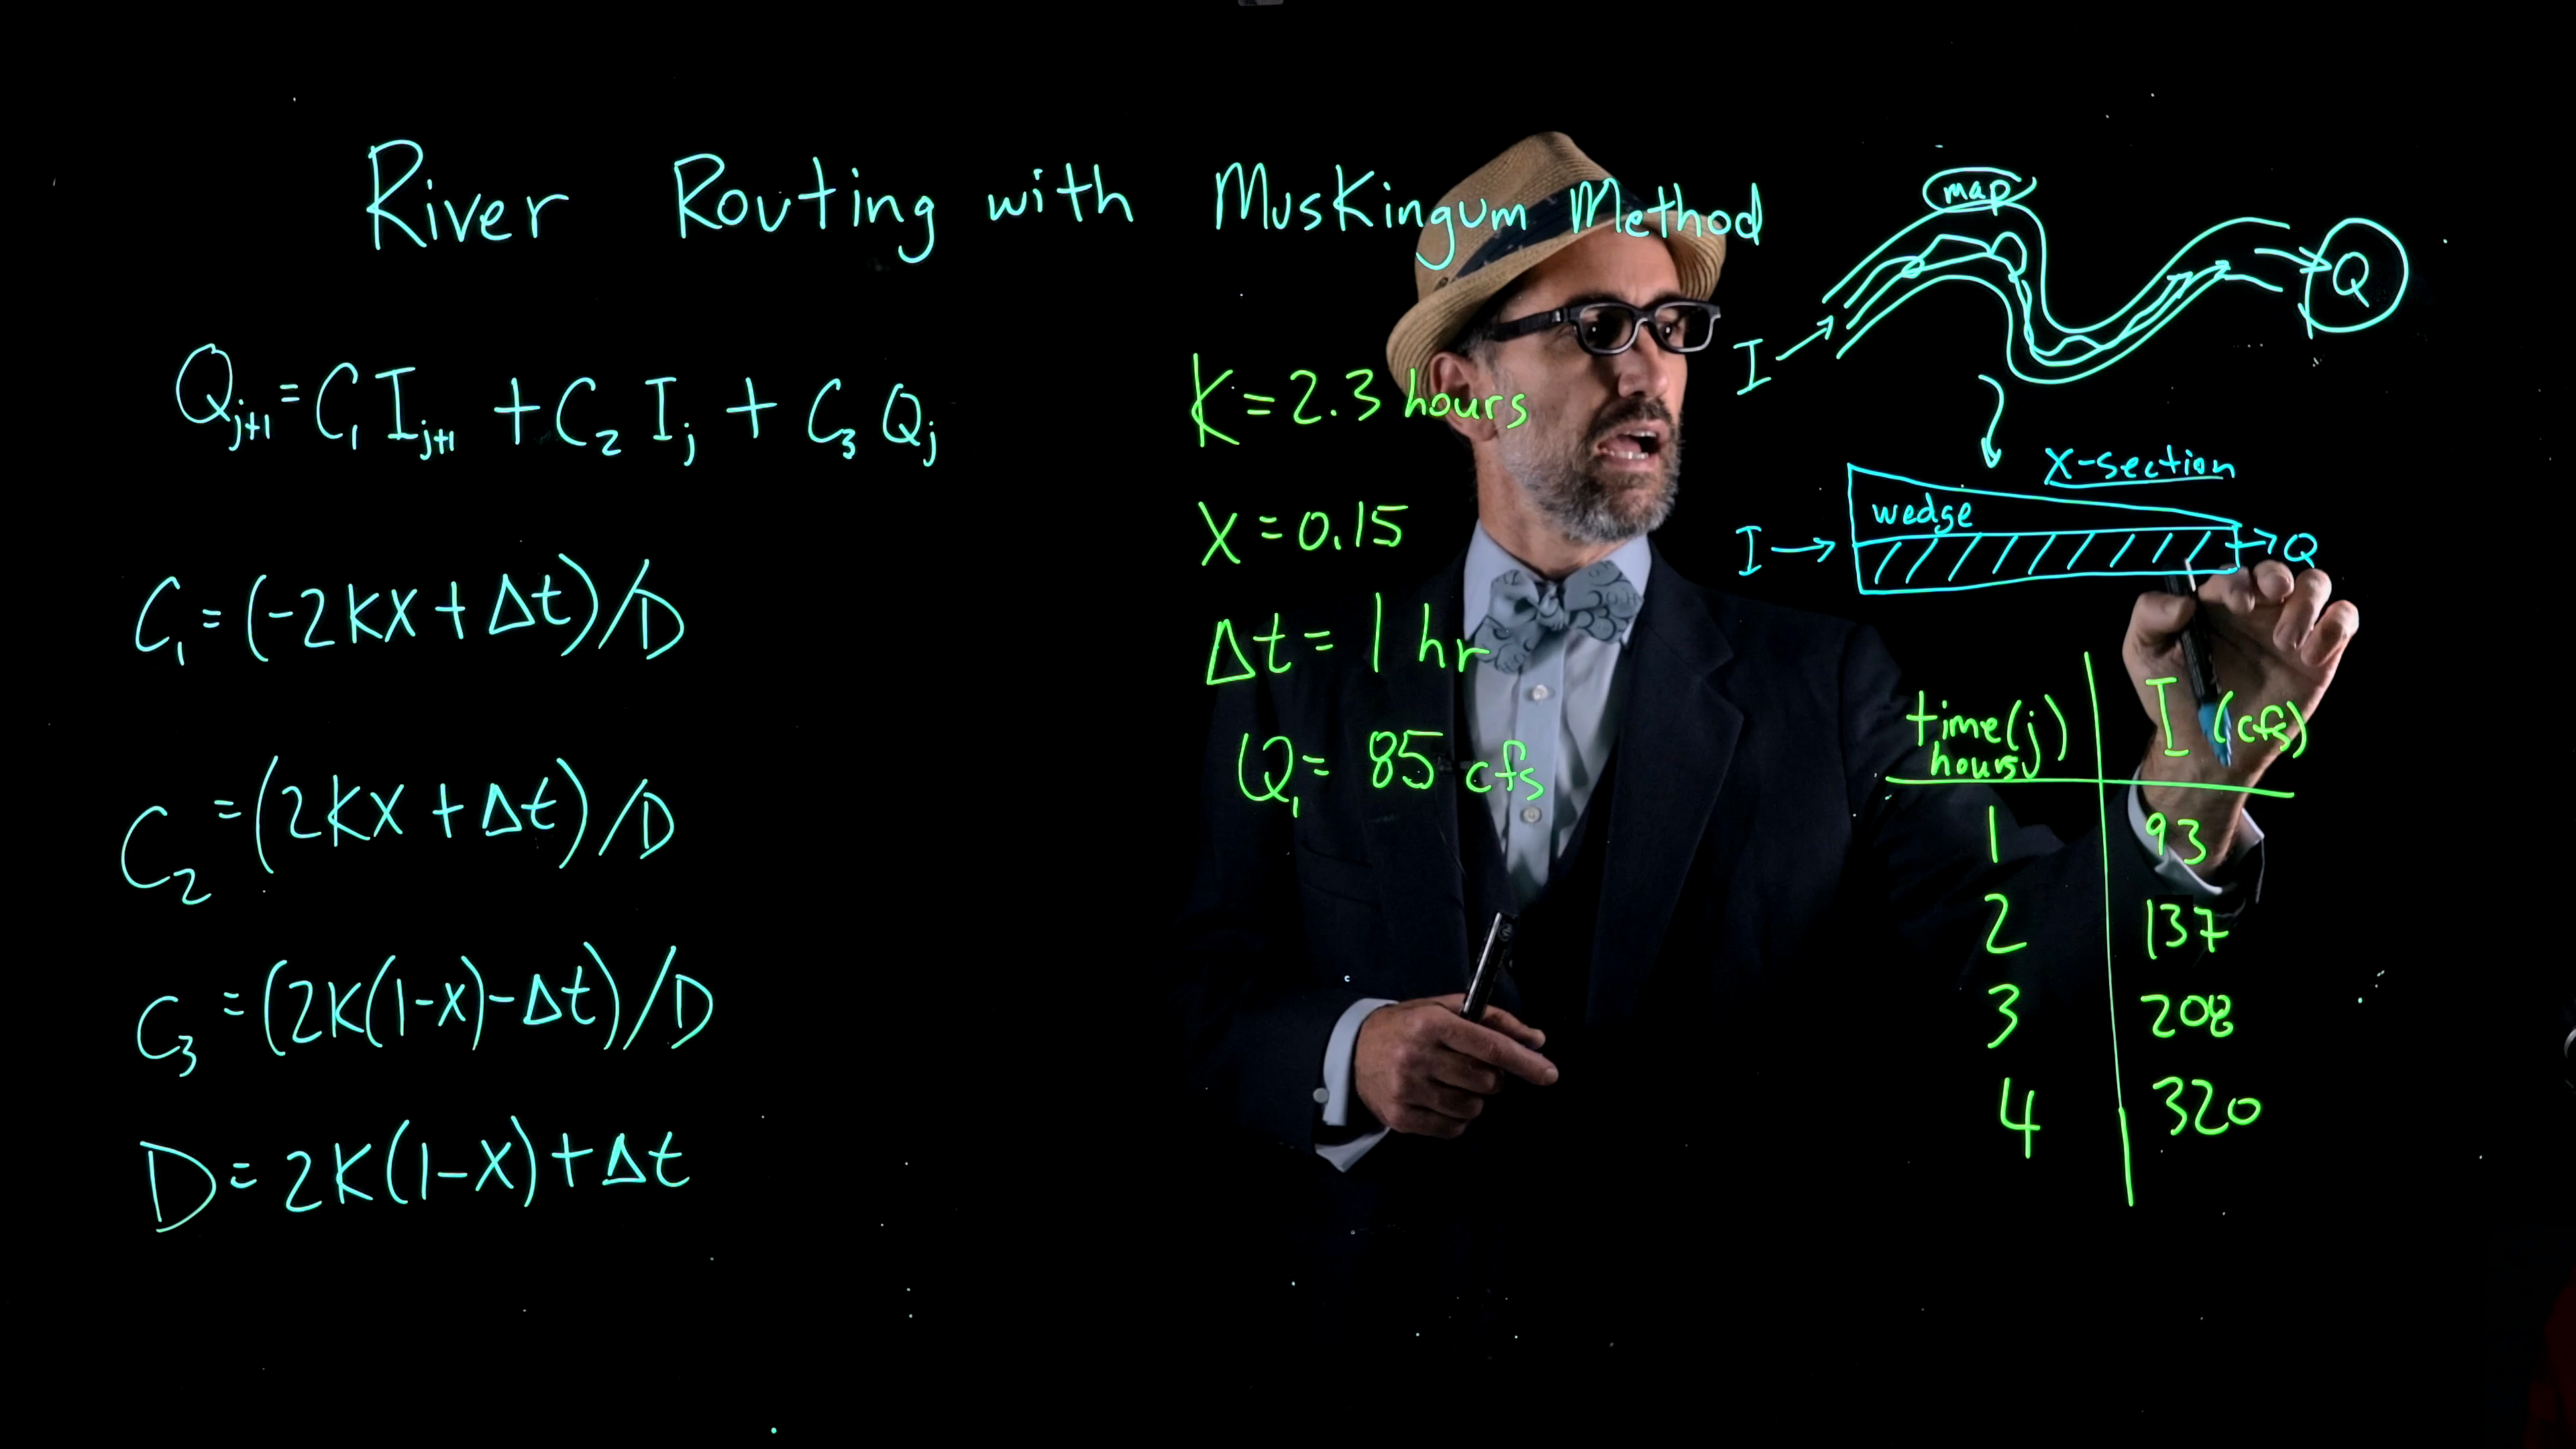 River Routing with Muskingum Method
Qj+1 = C1 Ij+1 + C2 Ij + C3 Qj
C1 = (-2KX + Δt)/D
C2 = (2KX + Δt)/D
C3 = (2K(1-X)-Δt)/D
D = 2K(1-X)+Δt
K = 2.3 hours
X = 0.15
Δt = 1 hr
Q1 = 85 cfs
map
I
Q
X-section
wedge
I
Q
time(j) hours I (cfs)
1 93
2 137
3 208
4 320